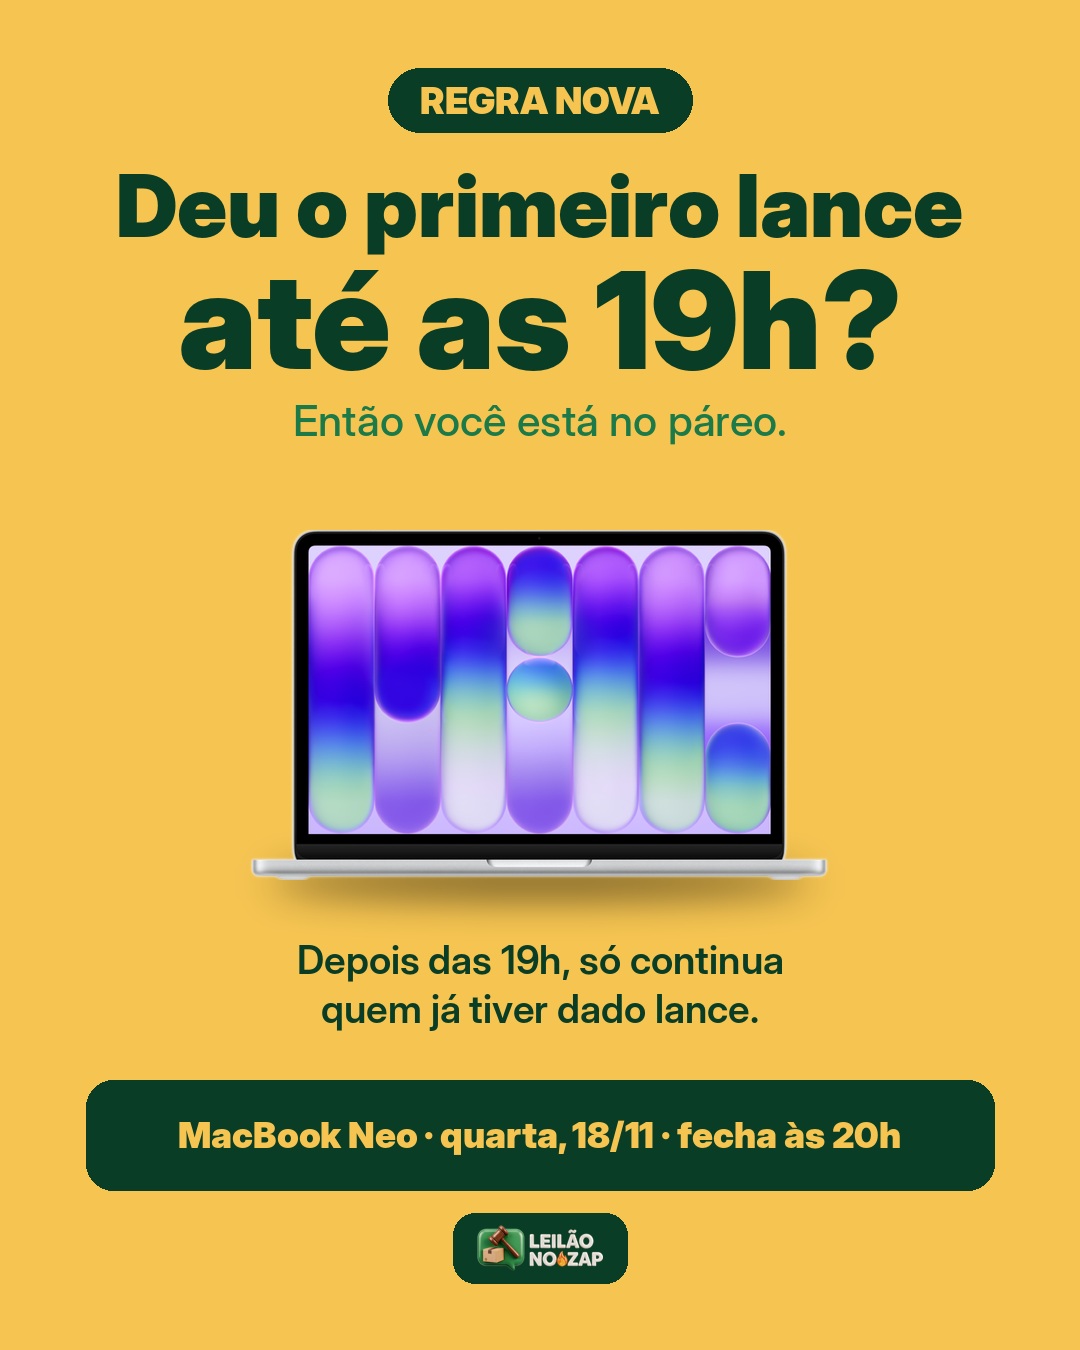 REGRA NOVA
Deu o primeiro lance
até as 19h?
Então você está no páreo.
Depois das 19h, só continua
quem já tiver dado lance.
MacBook Neo · quarta, 18/11 · fecha às 20h
LEILÃO
NO ZAP